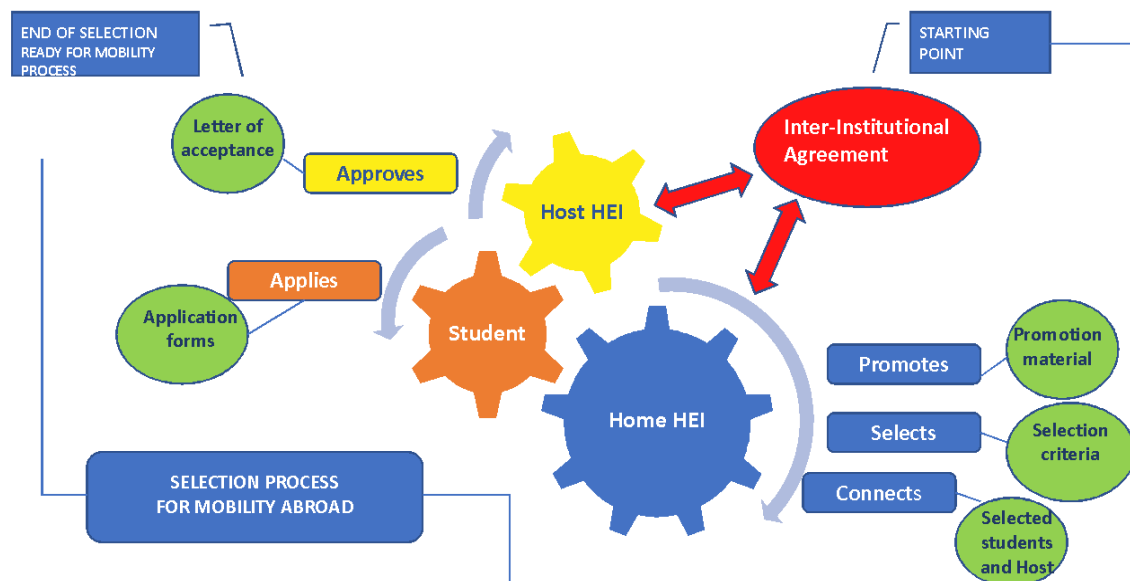 END OF SELECTION
READY FOR MOBILITY
PROCESS
STARTING
POINT
Letter of
acceptance
Inter-Institutional
Agreement
Approves
Host HEI
Applies
Application
forms
Student
Promotion
material
Promotes
Home HEI
Selects
Selection
criteria
SELECTION PROCESS
FOR MOBILITY ABROAD
Connects
Selected
students
and Host